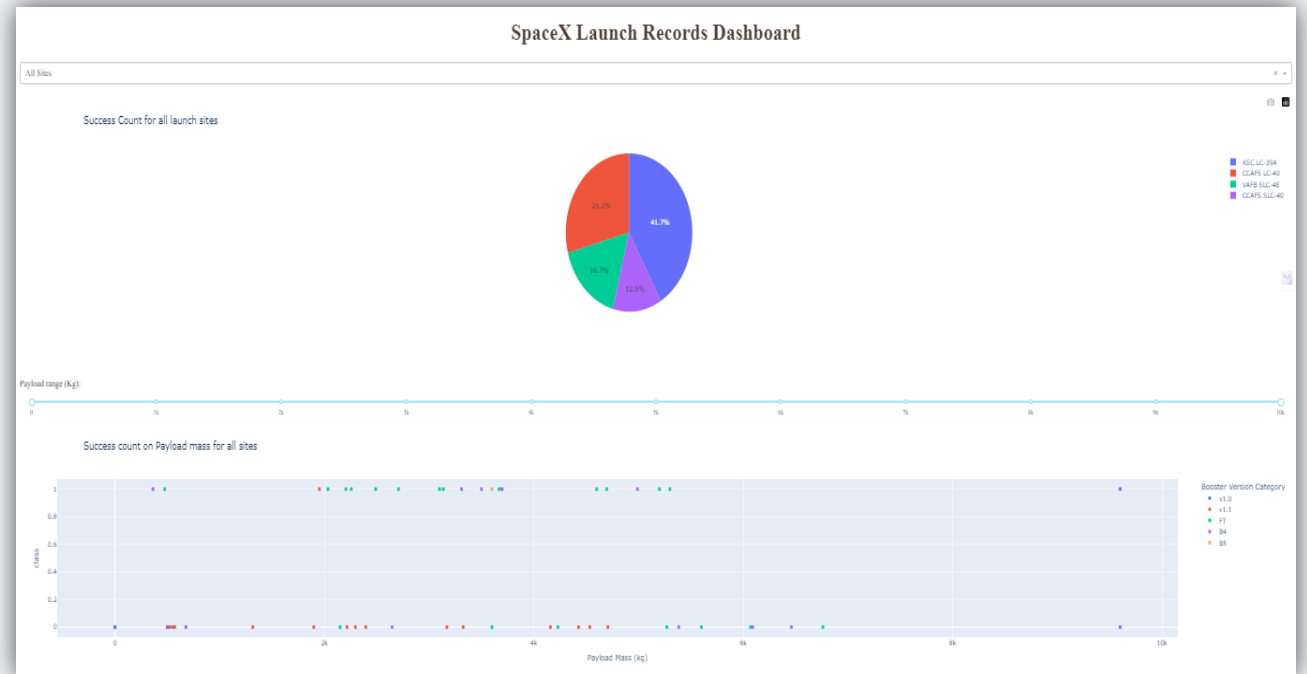 SpaceX Launch Records Dashboard
All Sites
Success Count for all launch sites
KSC LC-39A
CCAFS LC-40
VAFB SLC-4E
CCAFS SLC-40
29.2%
41.7%
16.7%
12.5%
Payload range (Kg):
0 1k 2k 3k 4k 5k 6k 7k 8k 9k 10k
Success count on Payload mass for all sites
Booster Version Category
v1.0
v1.1
FT
B4
B5
class
1
0.8
0.6
0.4
0.2
0
0 2k 4k 6k 8k 10k
Payload Mass (kg)